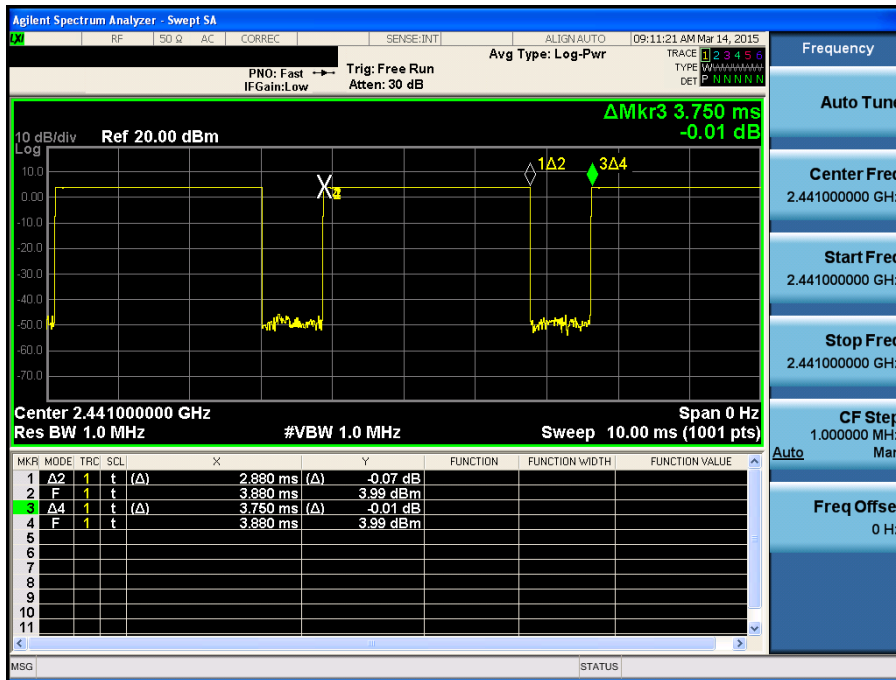 Agilent Spectrum Analyzer - Swept SA
LXI RF 50 Ω AC CORREC SENSE:INT ALIGN AUTO 09:11:21 AM Mar 14, 2015
Frequency
Avg Type: Log-Pwr TRACE 1 2 3 4 5 6
PNO: Fast Trig: Free Run TYPE WWWWWW
IFGain:Low Atten: 30 dB DET P N N N N N
Auto Tune
ΔMkr3 3.750 ms
-0.01 dB
10 dB/div Ref 20.00 dBm
Log
1Δ2 3Δ4
10.0
0.00
-10.0
-20.0
-30.0
-40.0
-50.0
-60.0
-70.0
Center Freq
2.441000000 GHz
Start Freq
2.441000000 GHz
Stop Freq
2.441000000 GHz
Center 2.441000000 GHz Span 0 Hz
Res BW 1.0 MHz #VBW 1.0 MHz Sweep 10.00 ms (1001 pts)
CF Step
1.000000 MHz
Auto Man
MKR MODE TRC SCL X Y FUNCTION FUNCTION WIDTH FUNCTION VALUE
1 Δ2 1 t (Δ) 2.880 ms (Δ) -0.07 dB
2 F 1 t 3.880 ms 3.99 dBm
3 Δ4 1 t (Δ) 3.750 ms (Δ) -0.01 dB
4 F 1 t 3.880 ms 3.99 dBm
5
6
7
8
9
10
11
Freq Offset
0 Hz
MSG STATUS